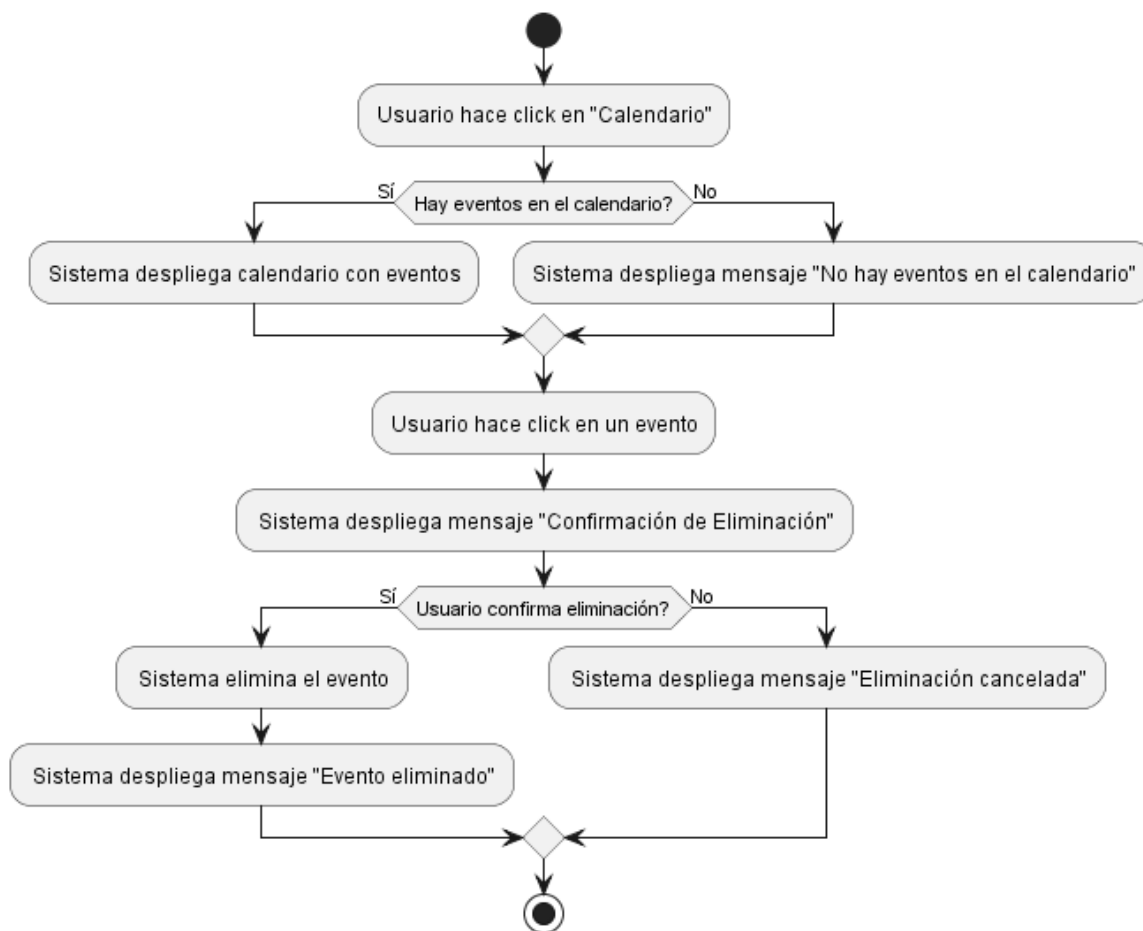 Usuario hace click en "Calendario"
Sí
Hay eventos en el calendario?
No
Sistema despliega calendario con eventos
Sistema despliega mensaje "No hay eventos en el calendario"
Usuario hace click en un evento
Sistema despliega mensaje "Confirmación de Eliminación"
Sí
Usuario confirma eliminación?
No
Sistema elimina el evento
Sistema despliega mensaje "Eliminación cancelada"
Sistema despliega mensaje "Evento eliminado"